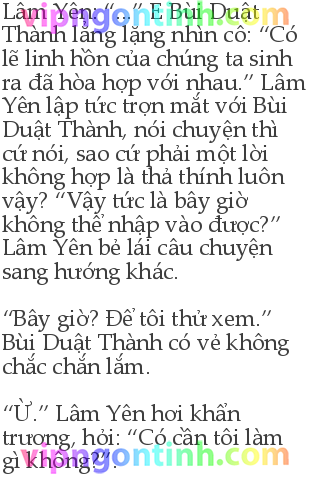 Lâm Yên: “…” E Bùi Duật
Thành lẳng lặng nhìn cô: “Có
lẽ linh hồn của chúng ta sinh
ra đã hòa hợp với nhau.” Lâm
Yên lập tức trợn mắt với Bùi
Duật Thành, nói chuyện thì
cứ nói, sao cứ phải một lời
không hợp là thả thính luôn
vậy? “Vậy tức là bây giờ
không thể nhập vào được?”
Lâm Yên bẻ lái câu chuyện
sang hướng khác.
“Bây giờ? Để tôi thử xem.”
Bùi Duật Thành có vẻ không
chắc chắn lắm.
“Ừ.” Lâm Yên hơi khẩn
trương, hỏi: “Có cần tôi làm
gì không?”.
vipngontinh.com
vipngontinh.com